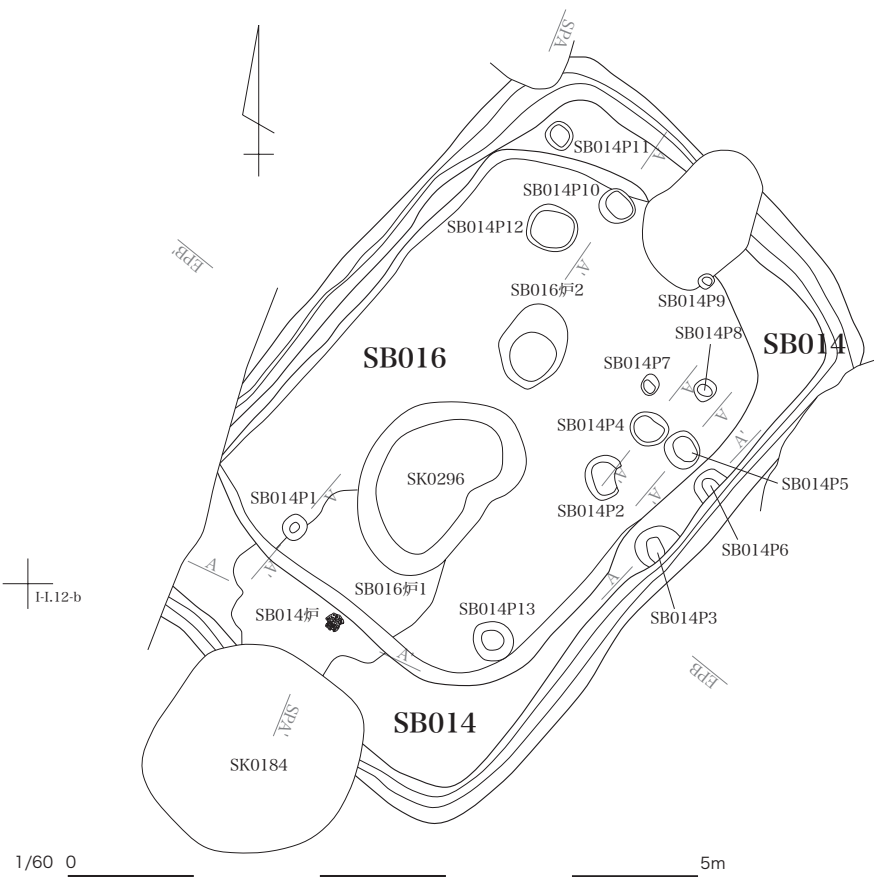 SPA
SB014P11
A
SB014P10
SB014P12
A'
EPB'
SB016炉2
SB014P9
SB014P8
SB014
SB016
SB014P7
A
A
SB014P4
A'
SK0296
A'
SB014P5
SB014P1
A'
A'
SB014P2
SB014P6
A
A'
A
I-I.12-b
SB016炉1
SB014炉
SB014P13
SB014P3
A'
EPB
SPA'
SB014
SK0184
1/60 0 5m